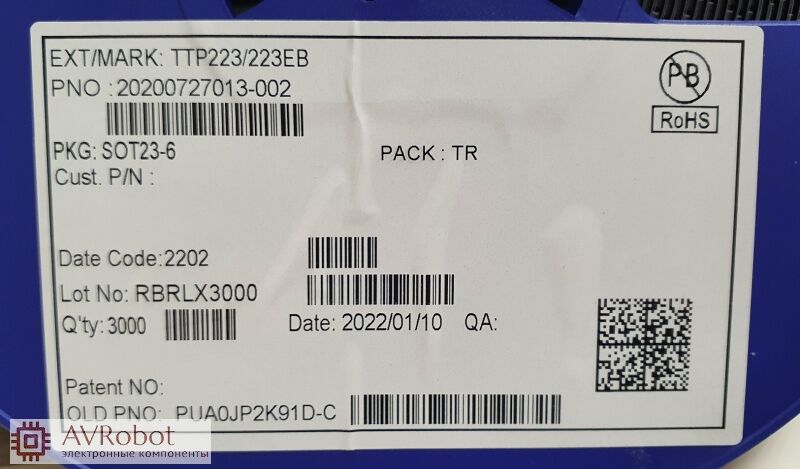 EXT/MARK: TTP223/223EB
PNO : 20200727013-002
PB
RoHS
PKG: SOT23-6 PACK : TR
Cust. P/N :
Date Code: 2202
Lot No: RBRLX3000
Q'ty: 3000 Date: 2022/01/10 QA:
Patent NO:
OLD PNO: PUA0JP2K91D-C
AVRobot
электронные компоненты